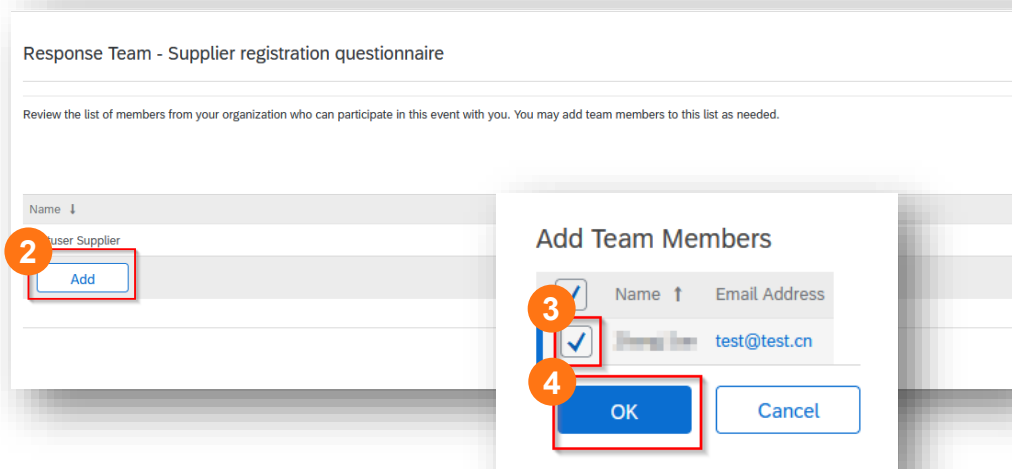 Response Team - Supplier registration questionnaire
Review the list of members from your organization who can participate in this event with you. You may add team members to this list as needed.
Name ↓
user Supplier
2
Add
Add Team Members
Name ↑ Email Address
3
test@test.cn
4
OK Cancel